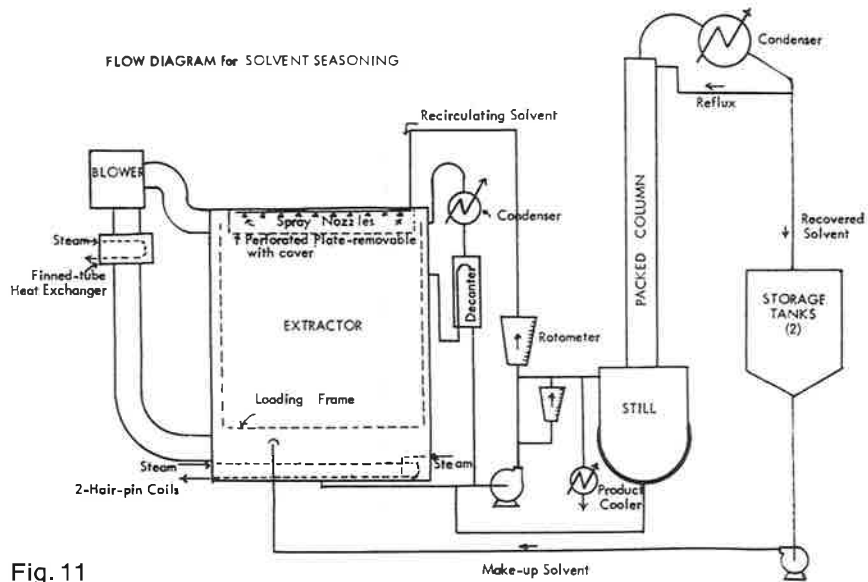 FLOW DIAGRAM for SOLVENT SEASONING
Condenser
Reflux
Recirculating Solvent
BLOWER
Spray Nozzles
Perforated Plate-removable
with cover
Condenser
Steam
Finned-tube
Heat Exchanger
Decanter
PACKED COLUMN
Recovered
Solvent
EXTRACTOR
STORAGE
TANKS
(2)
Rotometer
Loading Frame
STILL
Steam
Steam
2-Hair-pin Coils
Product
Cooler
Make-up Solvent
Fig. 11